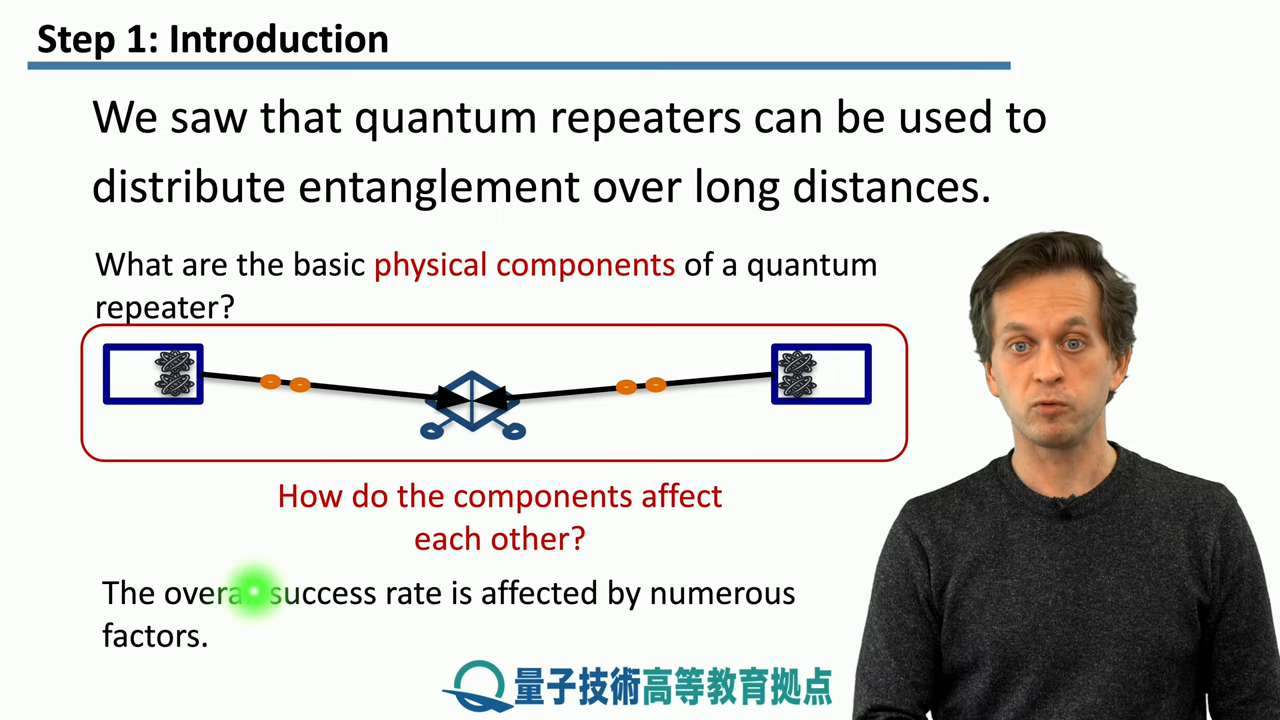 Step 1: Introduction
We saw that quantum repeaters can be used to
distribute entanglement over long distances.
What are the basic physical components of a quantum
repeater?
How do the components affect
each other?
The overall success rate is affected by numerous
factors.
量子技術高等教育拠点